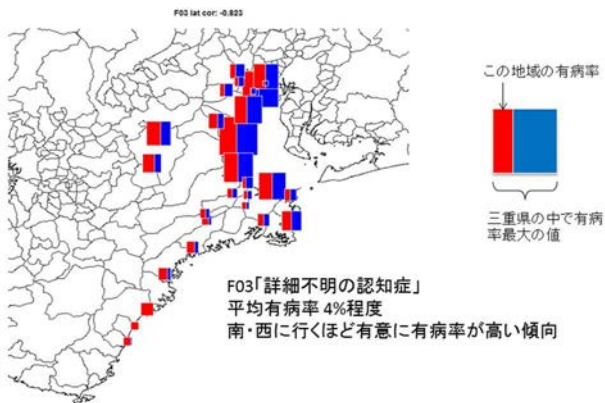 F03 lat cor: -0.823
この地域の有病率
三重県の中で有病
率最大の値
F03「詳細不明の認知症」
平均有病率 4%程度
南・西に行くほど有意に有病率が高い傾向